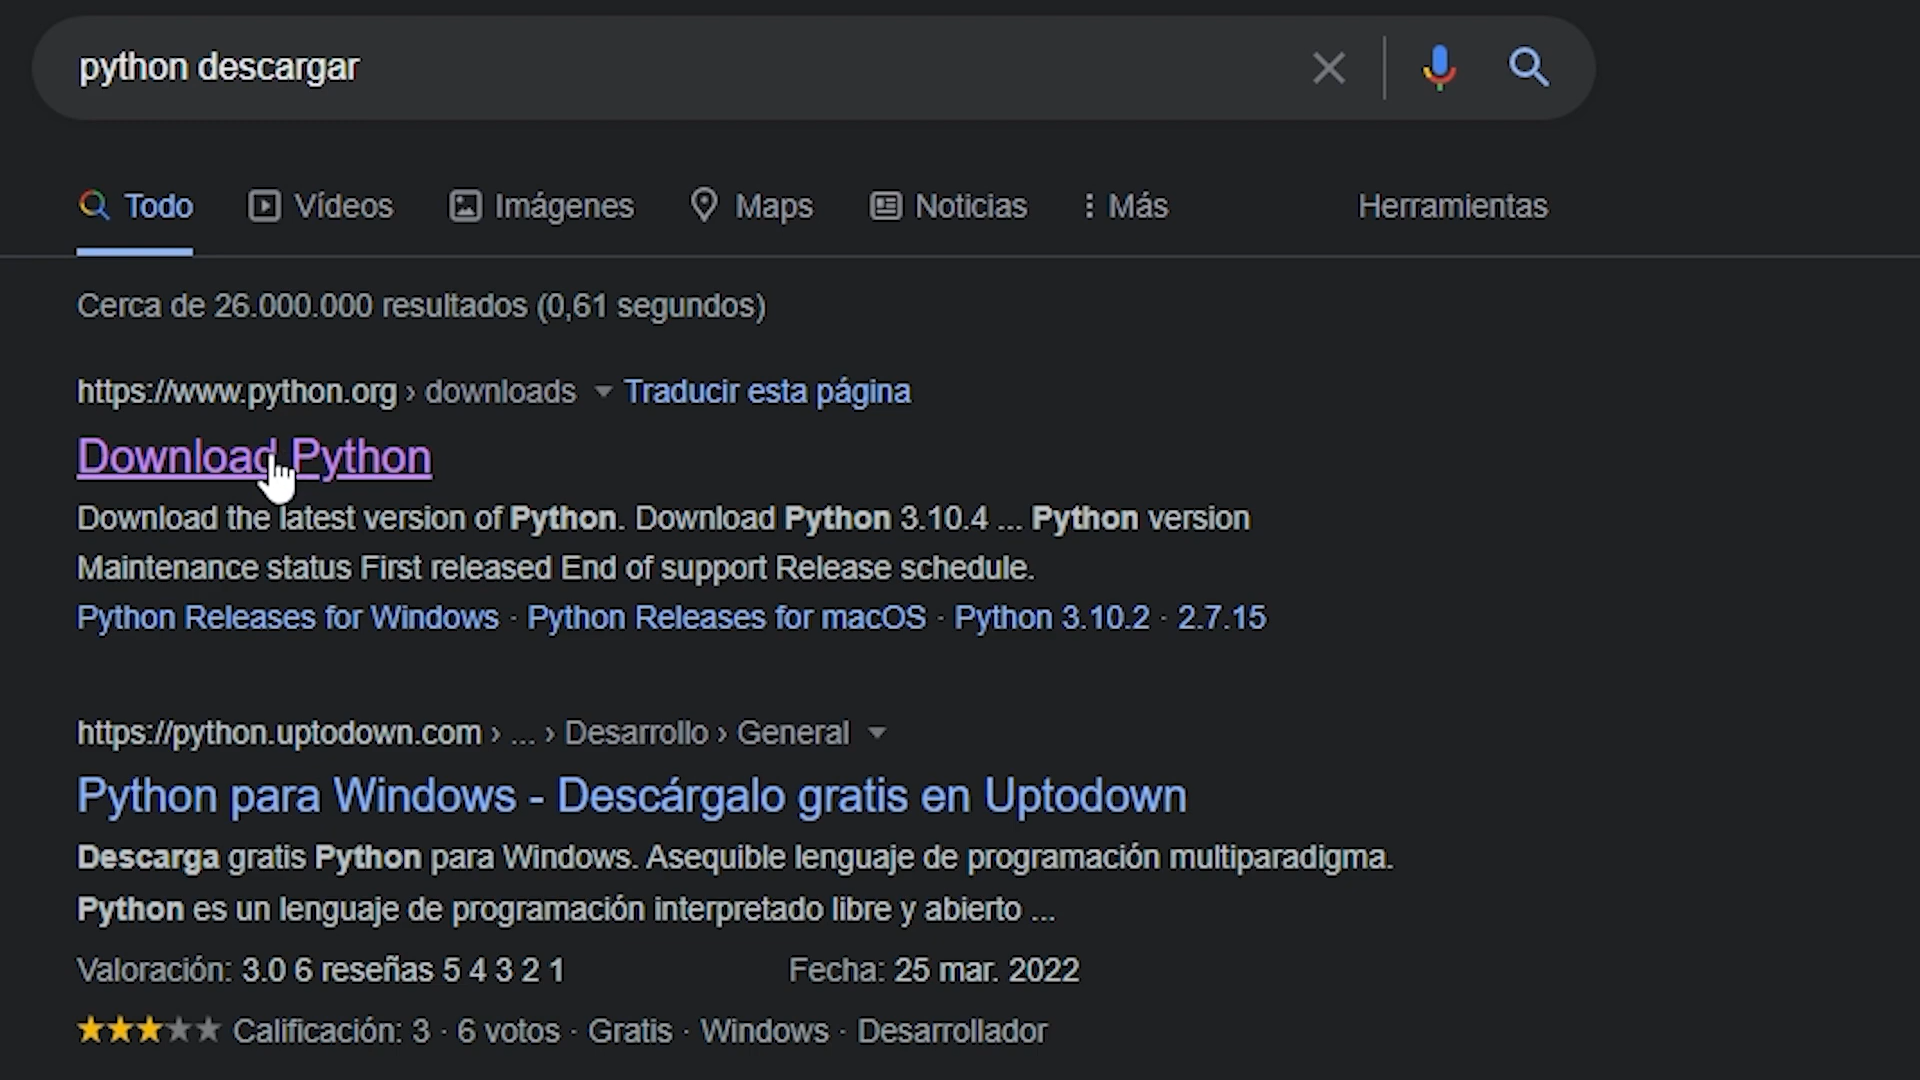 python descargar
Todo Vídeos Imágenes Maps Noticias Más Herramientas
Cerca de 26.000.000 resultados (0,61 segundos)
https://www.python.org › downloads Traducir esta página
Download Python
Download the latest version of Python. Download Python 3.10.4 ... Python version
Maintenance status First released End of support Release schedule.
Python Releases for Windows · Python Releases for macOS · Python 3.10.2 · 2.7.15
https://python.uptodown.com › ... › Desarrollo › General
Python para Windows - Descárgalo gratis en Uptodown
Descarga gratis Python para Windows. Asequible lenguaje de programación multiparadigma.
Python es un lenguaje de programación interpretado libre y abierto ...
Valoración: 3.0 6 reseñas 5 4 3 2 1 Fecha: 25 mar. 2022
Calificación: 3 · 6 votos · Gratis · Windows · Desarrollador